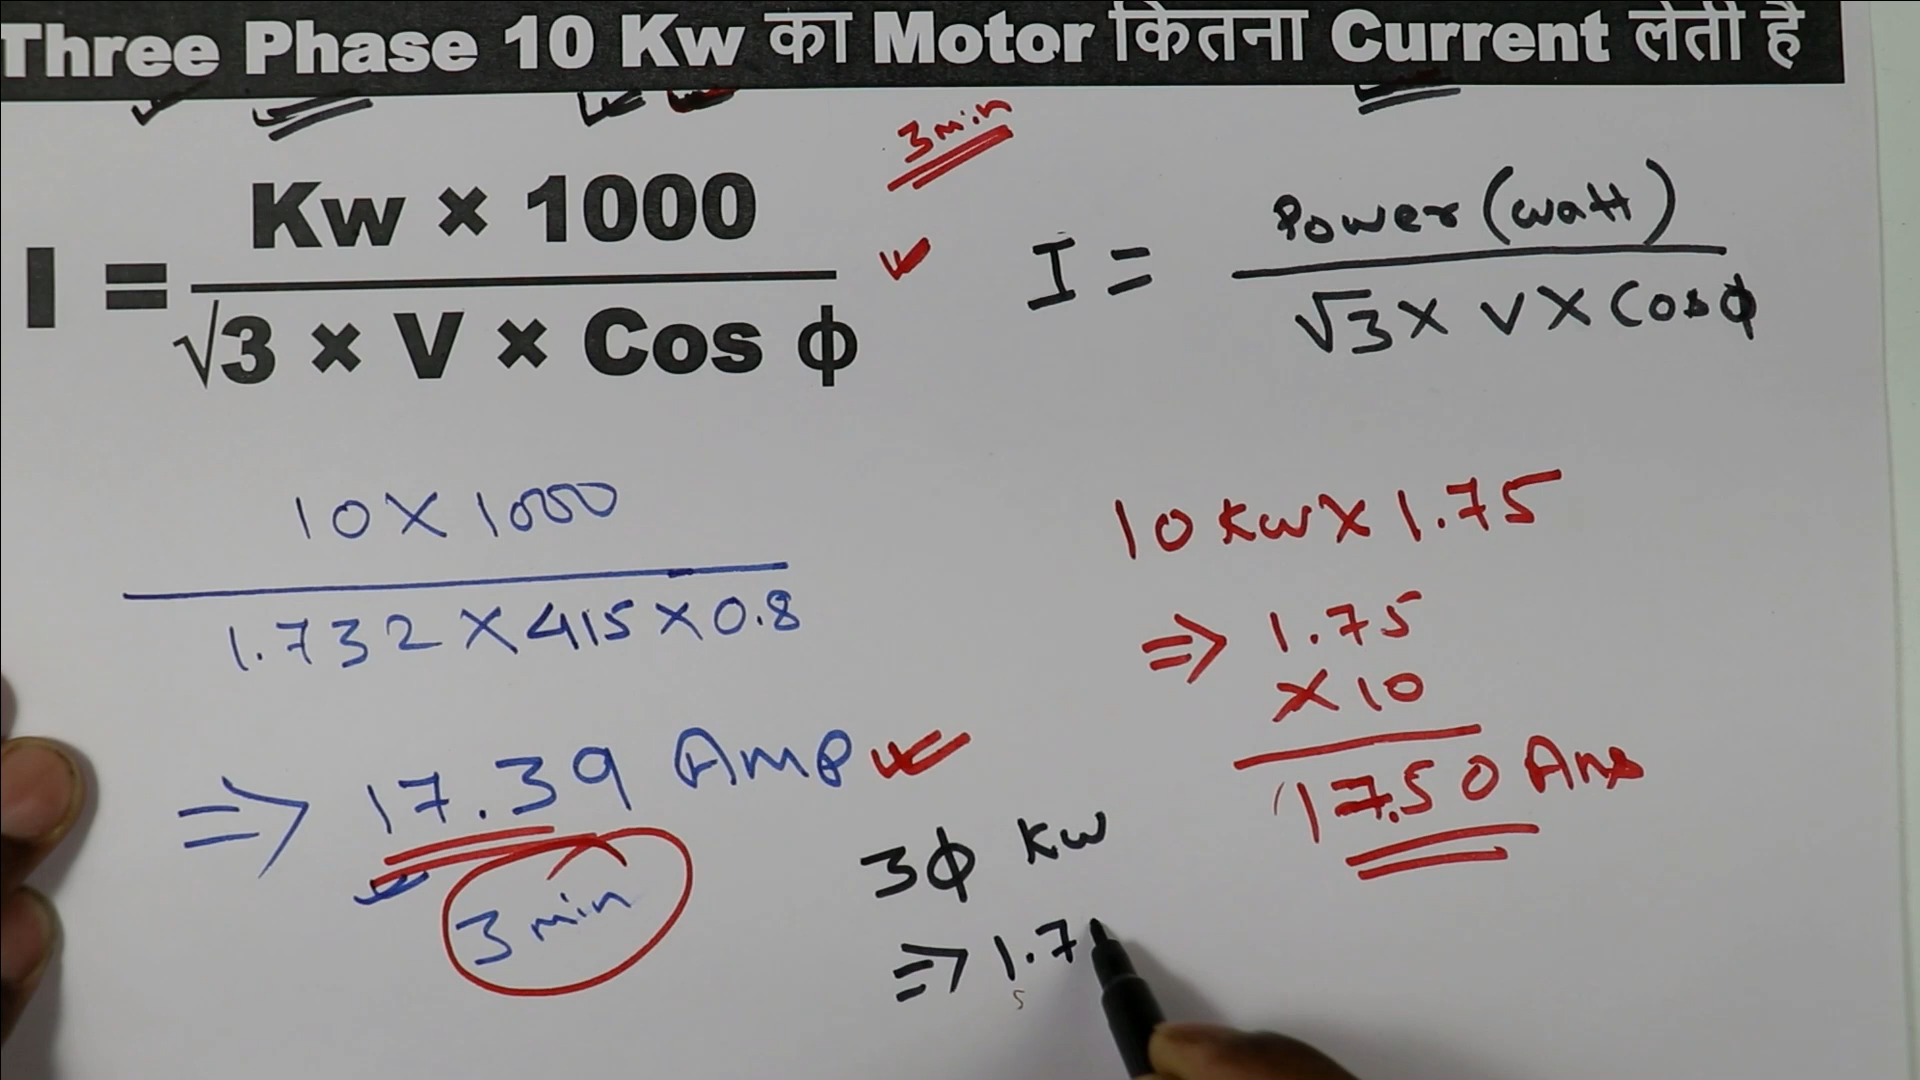 Three Phase 10 Kw का Motor कितना Current लेती है
3 min
I = Kw × 1000
√3 × V × Cos ϕ
I = Power (watt)
√3 × V × Cos ϕ
10 × 1000
1.732 × 415 × 0.8
⇒ 17.39 Amp
3 min
10 Kw × 1.75
⇒ 1.75
× 10
17.50 Ans
3ϕ Kw
⇒ 1.7